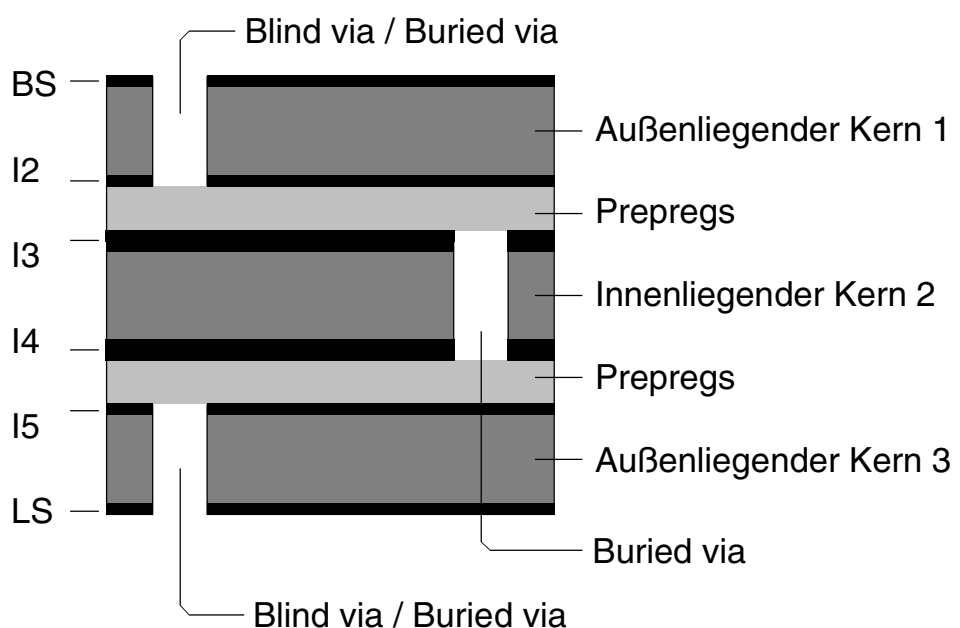 Blind via / Buried via
BS
Außenliegender Kern 1
I2
Prepregs
I3
Innenliegender Kern 2
I4
Prepregs
I5
Außenliegender Kern 3
LS
Buried via
Blind via / Buried via